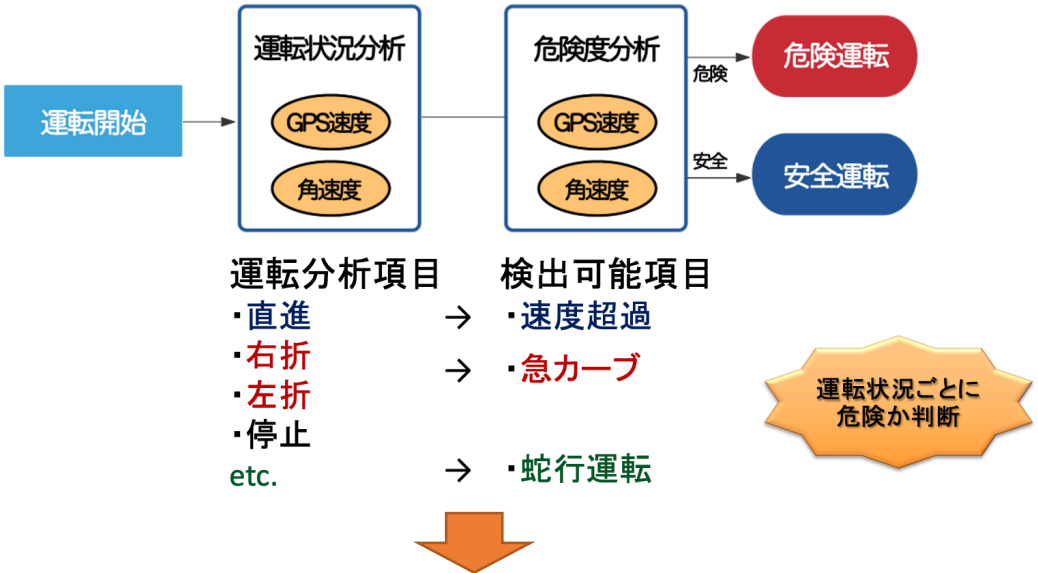 運転開始
運転状況分析
GPS速度
角速度
危険度分析
GPS速度
角速度
危険
安全
危険運転
安全運転
運転分析項目
・直進
・右折
・左折
・停止
etc.
→
→
→
検出可能項目
・速度超過
・急カーブ
・蛇行運転
運転状況ごとに
危険か判断